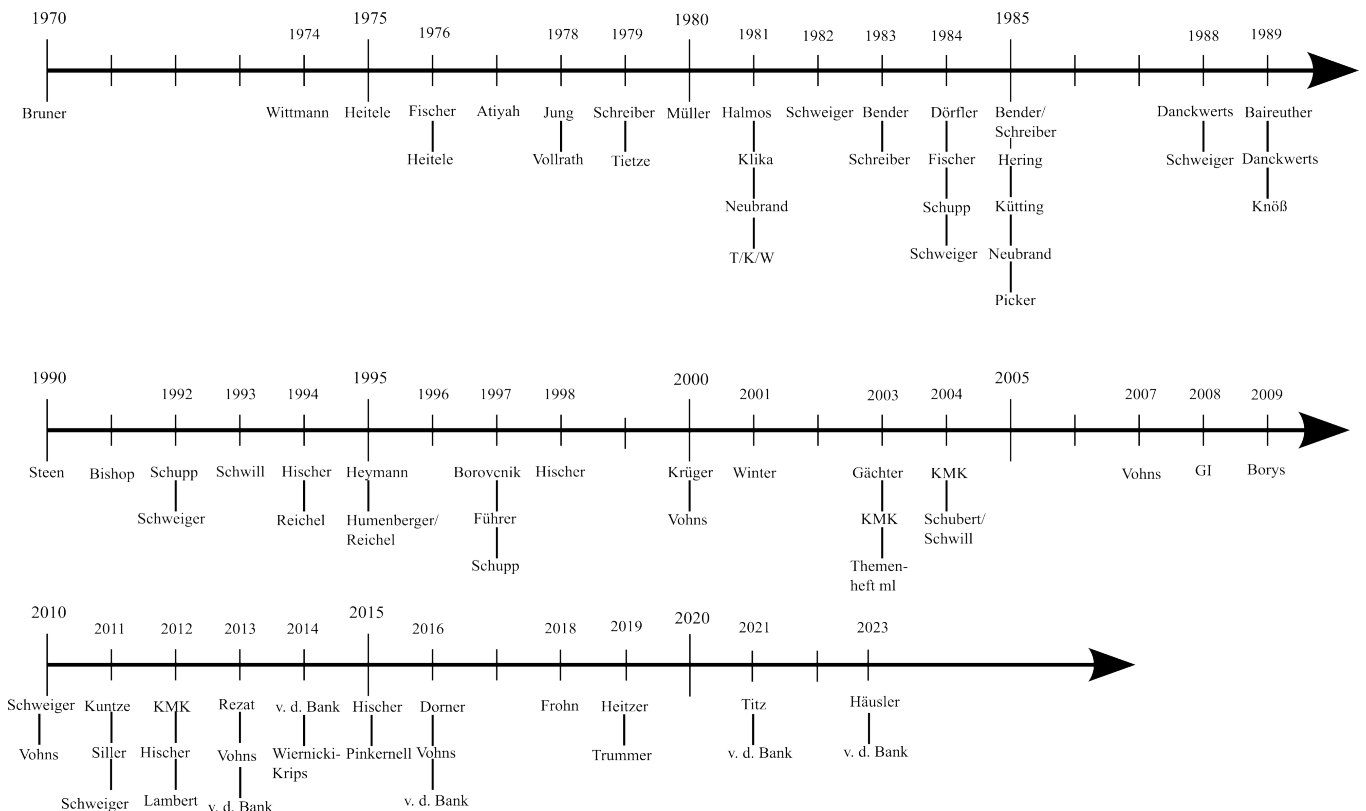 1970 1975 1980 1985
1974 1976 1978 1979 1981 1982 1983 1984 1988 1989
Bruner Wittmann Heitele Fischer Atiyah Jung Schreiber Müller Halmos Schweiger Bender Dörfler Bender/ Danckwerts Baireuther
Schreiber
Heitele Vollrath Tietze Klika Schreiber Fischer Hering Schweiger Danckwerts
Neubrand Schupp Kütting Knöß
T/K/W Schweiger Neubrand
Picker
1990 1995 2000 2005
1992 1993 1994 1996 1997 1998 2001 2003 2004 2007 2008 2009
Steen Bishop Schupp Schwill Hischer Heymann Borovcnik Hischer Krüger Winter Gächter KMK Vohns GI Borys
Schweiger Reichel Humenberger/ Führer Vohns KMK Schubert/
Reichel Schwill
Schupp Themen-
heft ml
2010 2015 2020
2011 2012 2013 2014 2016 2018 2019 2021 2023
Schweiger Kuntze KMK Rezat v. d. Bank Hischer Dorner Frohn Heitzer Titz Häusler
Vohns Siller Hischer Vohns Wiernicki- Pinkernell Vohns Trummer v. d. Bank v. d. Bank
Krips
Schweiger Lambert v. d. Bank v. d. Bank